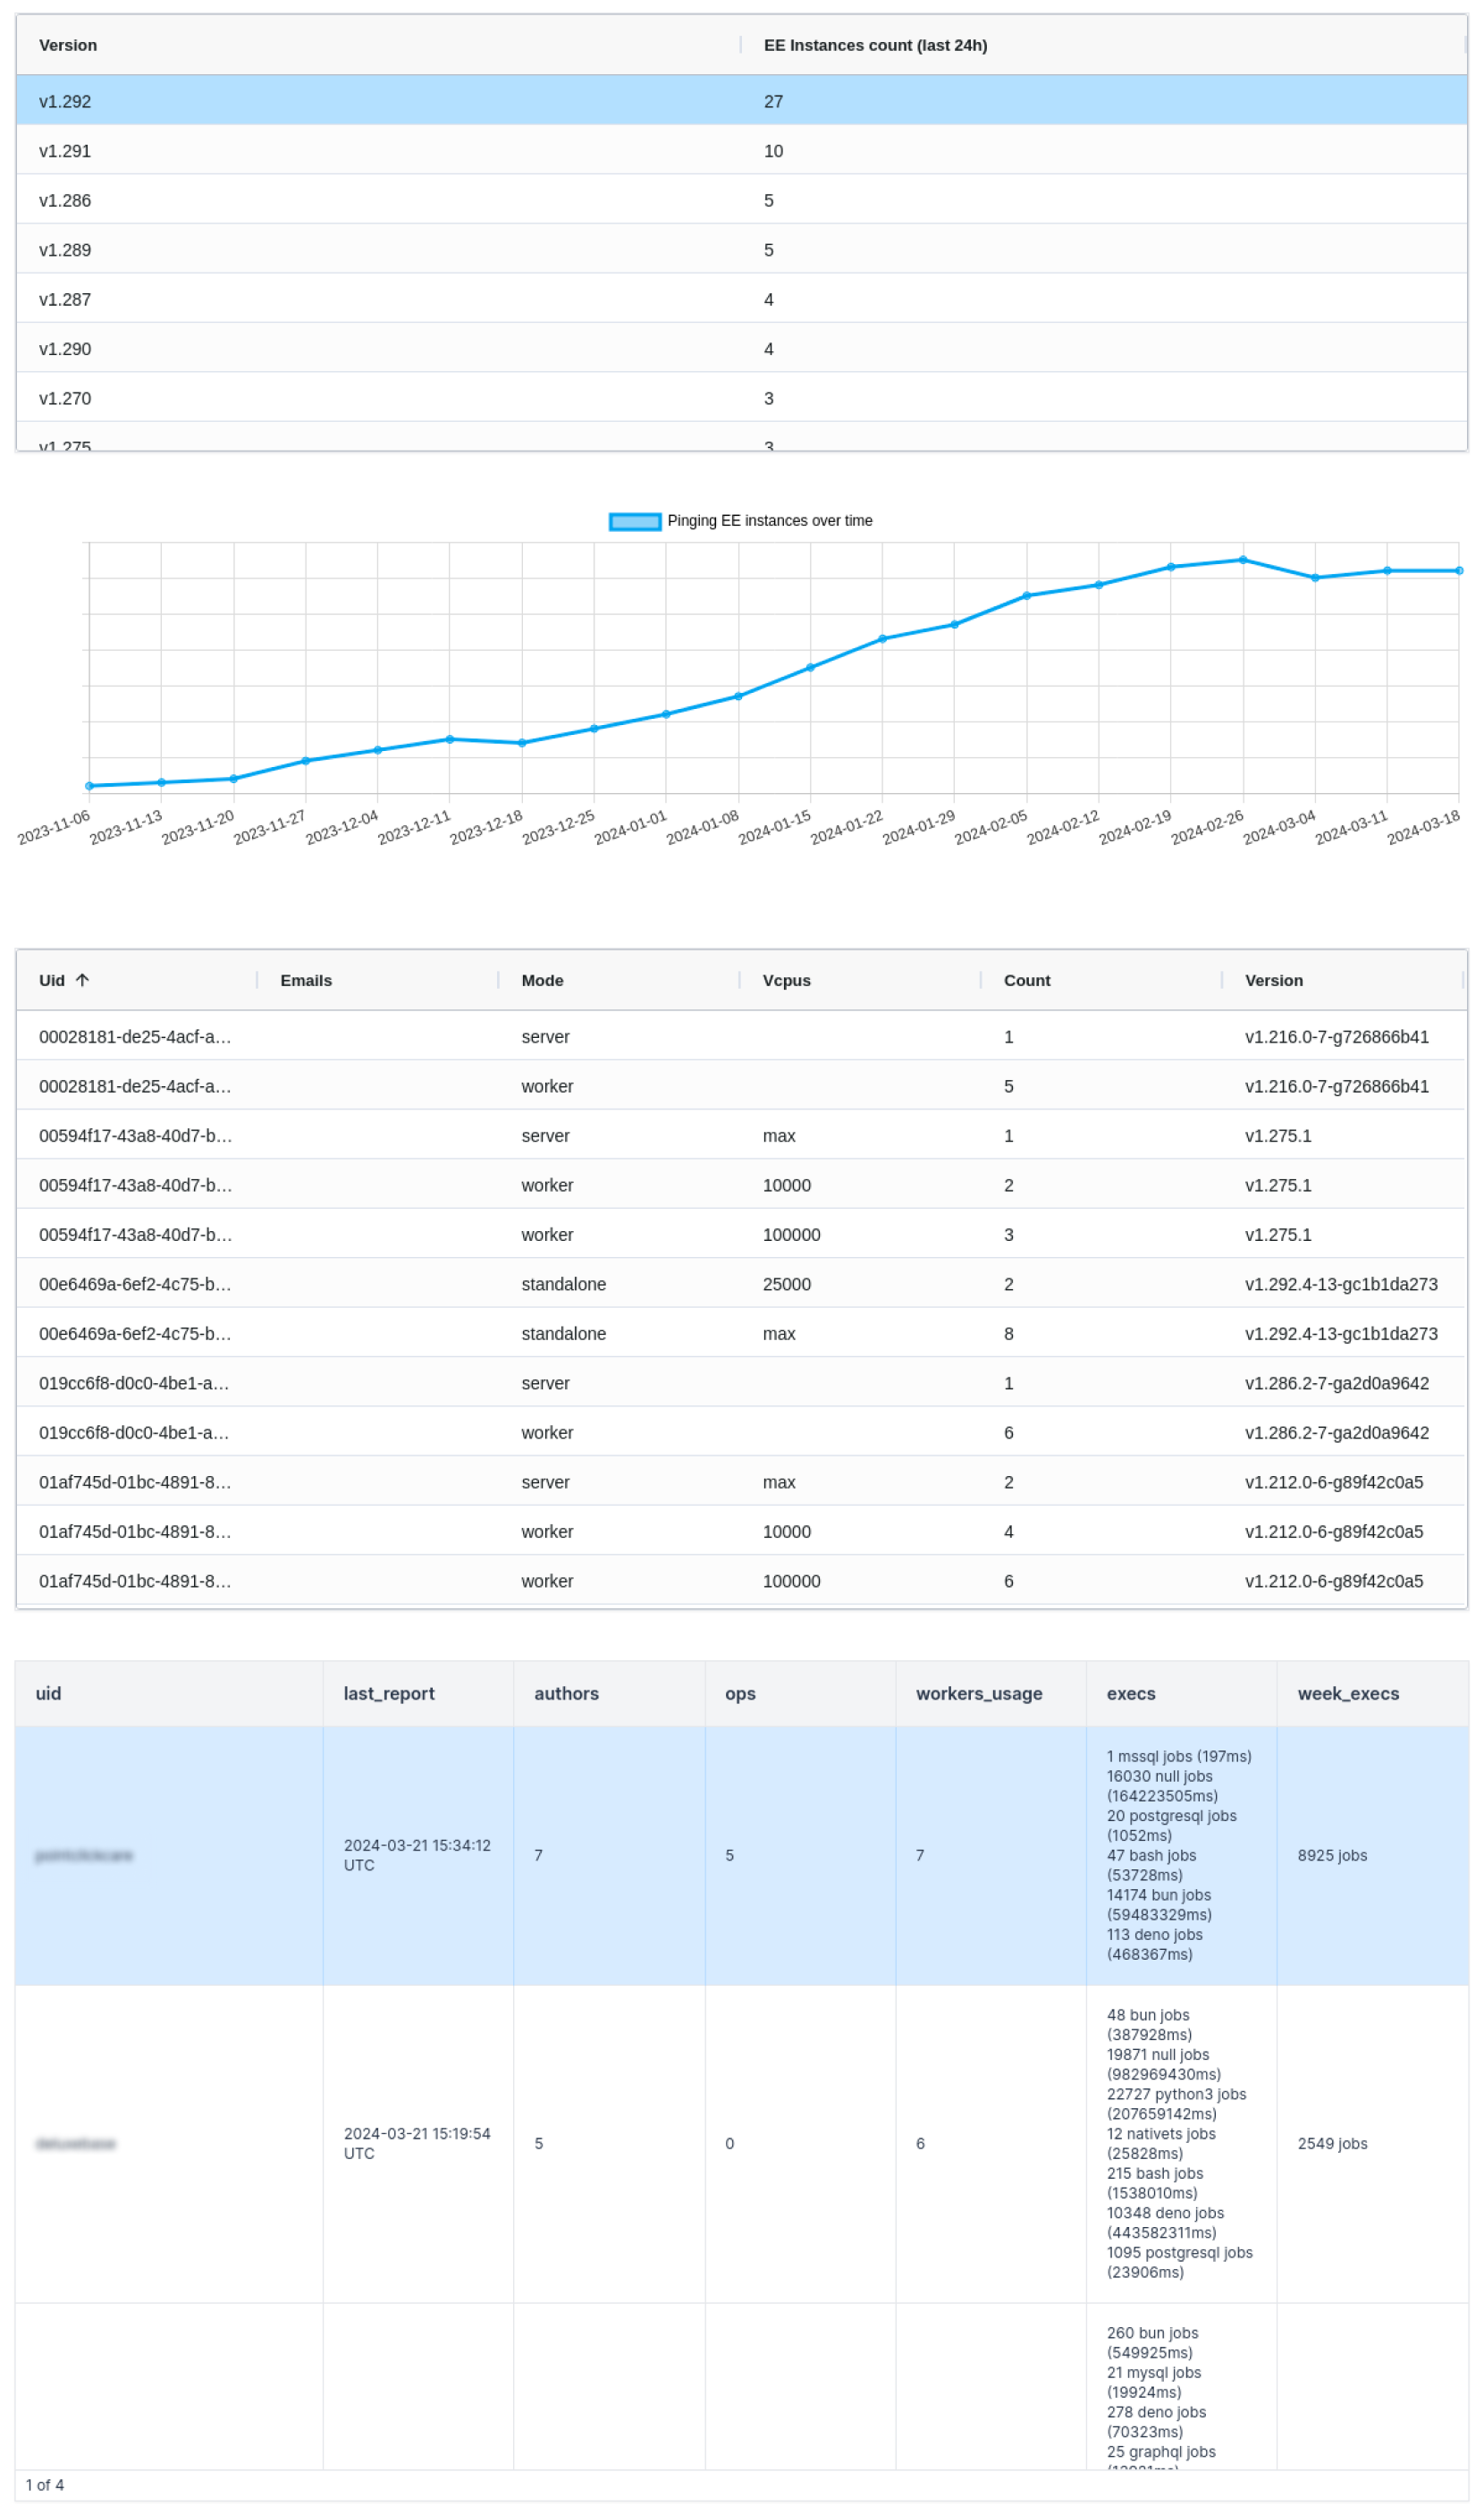 Version EE Instances count (last 24h)
v1.292 27
v1.291 10
v1.286 5
v1.289 5
v1.287 4
v1.290 4
v1.270 3
v1.275 3
Pinging EE instances over time
2023-11-06 2023-11-13 2023-11-20 2023-11-27 2023-12-04 2023-12-11 2023-12-18 2023-12-25 2024-01-01 2024-01-08 2024-01-15 2024-01-22 2024-01-29 2024-02-05 2024-02-12 2024-02-19 2024-02-26 2024-03-04 2024-03-11 2024-03-18
Uid Emails Mode Vcpus Count Version
00028181-de25-4acf-a… server 1 v1.216.0-7-g726866b41
00028181-de25-4acf-a… worker 5 v1.216.0-7-g726866b41
00594f17-43a8-40d7-b… server max 1 v1.275.1
00594f17-43a8-40d7-b… worker 10000 2 v1.275.1
00594f17-43a8-40d7-b… worker 100000 3 v1.275.1
00e6469a-6ef2-4c75-b… standalone 25000 2 v1.292.4-13-gc1b1da273
00e6469a-6ef2-4c75-b… standalone max 8 v1.292.4-13-gc1b1da273
019cc6f8-d0c0-4be1-a… server 1 v1.286.2-7-ga2d0a9642
019cc6f8-d0c0-4be1-a… worker 6 v1.286.2-7-ga2d0a9642
01af745d-01bc-4891-8… server max 2 v1.212.0-6-g89f42c0a5
01af745d-01bc-4891-8… worker 10000 4 v1.212.0-6-g89f42c0a5
01af745d-01bc-4891-8… worker 100000 6 v1.212.0-6-g89f42c0a5
uid last_report authors ops workers_usage execs week_execs
2024-03-21 15:34:12
UTC
7
5
7
1 mssql jobs (197ms)
16030 null jobs
(164223505ms)
20 postgresql jobs
(1052ms)
47 bash jobs
(53728ms)
14174 bun jobs
(59483329ms)
113 deno jobs
(468367ms)
8925 jobs
2024-03-21 15:19:54
UTC
5
0
6
48 bun jobs
(387928ms)
19871 null jobs
(982969430ms)
22727 python3 jobs
(207659142ms)
12 nativets jobs
(25828ms)
215 bash jobs
(1538010ms)
10348 deno jobs
(443582311ms)
1095 postgresql jobs
(23906ms)
2549 jobs
260 bun jobs
(549925ms)
21 mysql jobs
(19924ms)
278 deno jobs
(70323ms)
25 graphql jobs
1 of 4